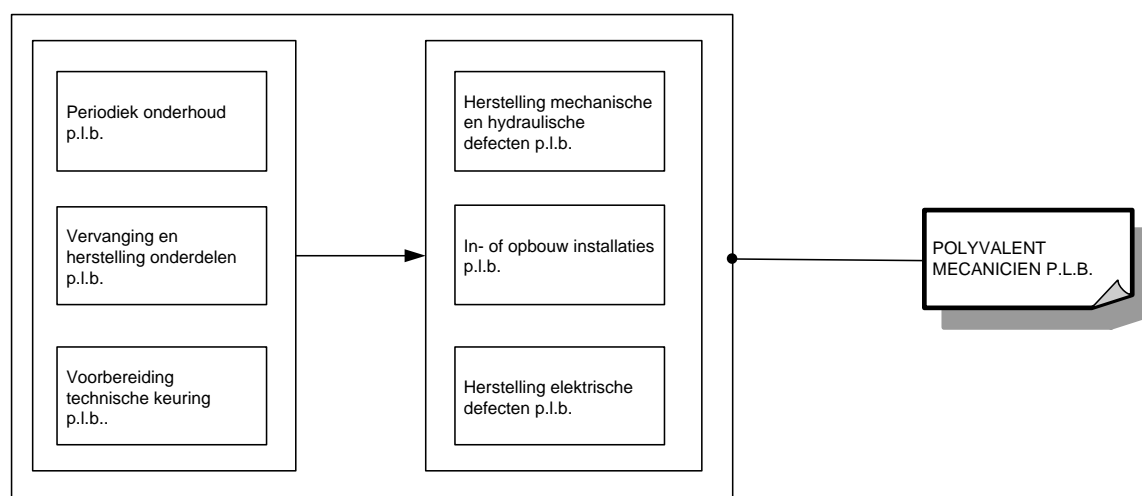 Periodiek onderhoud
p.l.b.
Vervanging en
herstelling onderdelen
p.l.b.
Voorbereiding
technische keuring
p.l.b..
Herstelling mechanische
en hydraulische
defecten p.l.b.
In- of opbouw installaties
p.l.b.
Herstelling elektrische
defecten p.l.b.
POLYVALENT
MECANICIEN P.L.B.